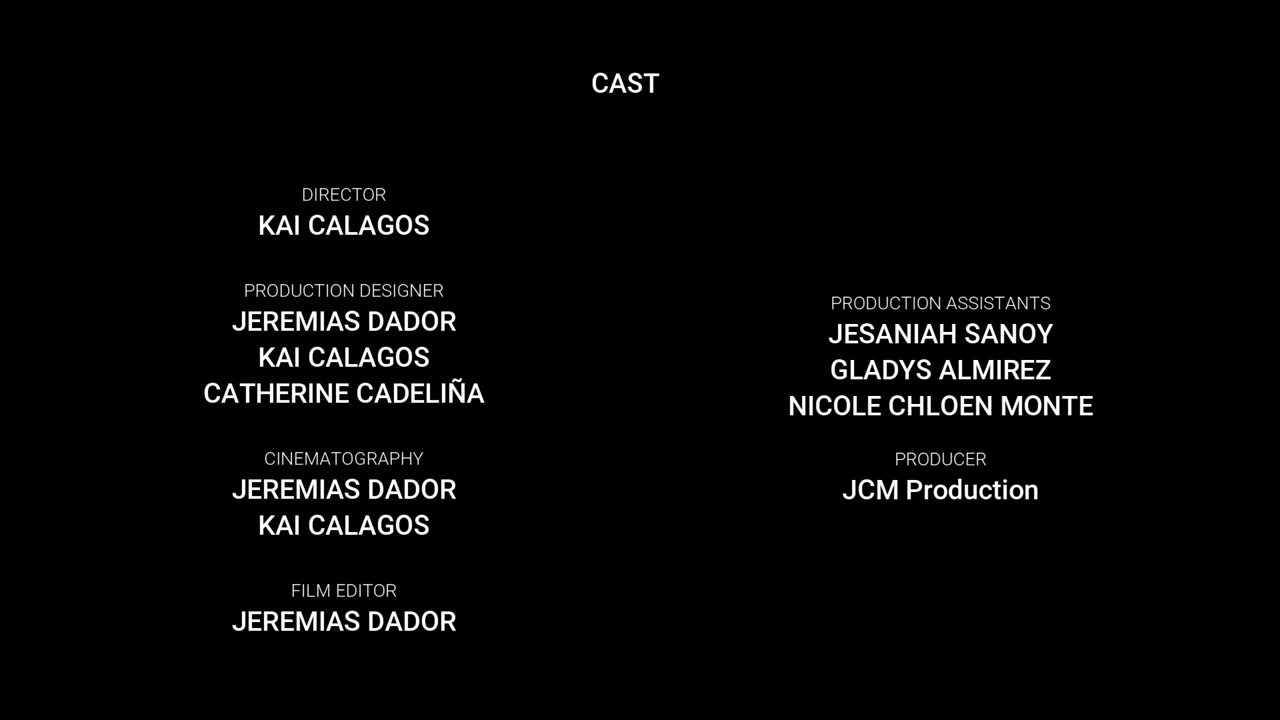 CAST
DIRECTOR
KAI CALAGOS
PRODUCTION DESIGNER
JEREMIAS DADOR
KAI CALAGOS
CATHERINE CADELIÑA
CINEMATOGRAPHY
JEREMIAS DADOR
KAI CALAGOS
FILM EDITOR
JEREMIAS DADOR
PRODUCTION ASSISTANTS
JESANIAH SANOY
GLADYS ALMIREZ
NICOLE CHLOEN MONTE
PRODUCER
JCM Production